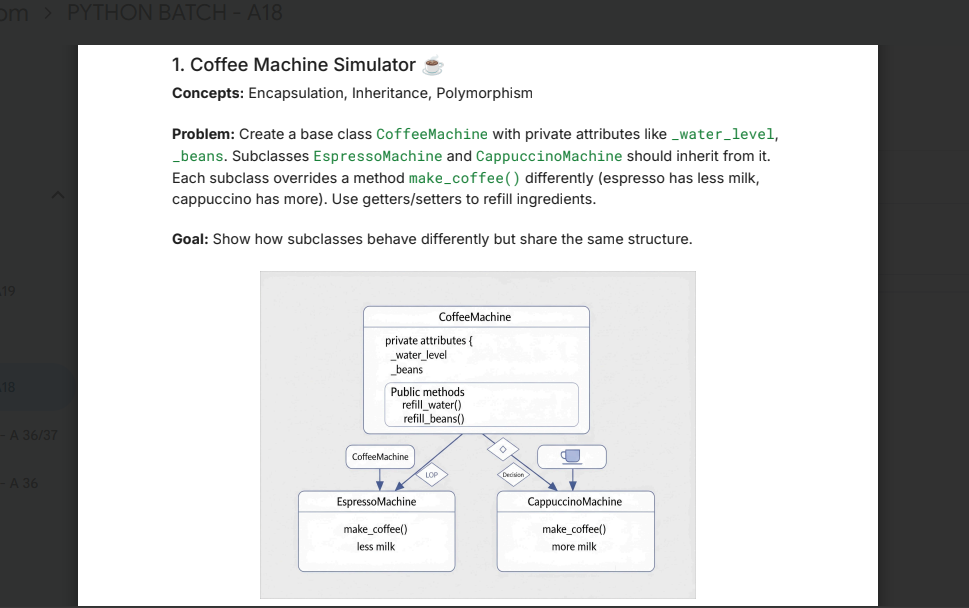 om > PYTHON BATCH - A18
1. Coffee Machine Simulator ☕
Concepts: Encapsulation, Inheritance, Polymorphism
Problem: Create a base class CoffeeMachine with private attributes like _water_level,
_beans. Subclasses EspressoMachine and CappuccinoMachine should inherit from it.
Each subclass overrides a method make_coffee() differently (espresso has less milk,
cappuccino has more). Use getters/setters to refill ingredients.
Goal: Show how subclasses behave differently but share the same structure.
A19
A18
- A 36/37
- A 36
CoffeeMachine
private attributes {
_water_level
_beans
Public methods
refill_water()
refill_beans()
CoffeeMachine
LOP
Decision
EspressoMachine
make_coffee()
less milk
CappuccinoMachine
make_coffee()
more milk